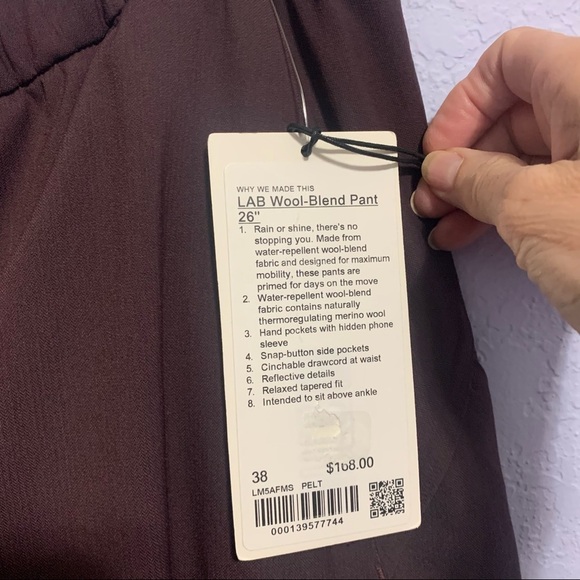 WHY WE MADE THIS
LAB Wool-Blend Pant
26"
1. Rain or shine, there's no
stopping you. Made from
water-repellent wool-blend
fabric and designed for maximum
mobility, these pants are
primed for days on the move
2. Water-repellent wool-blend
fabric contains naturally
thermoregulating merino wool
3. Hand pockets with hidden phone
sleeve
4. Snap-button side pockets
5. Cinchable drawcord at waist
6. Reflective details
7. Relaxed tapered fit
8. Intended to sit above ankle
38 $168.00
LM5AFMS PELT
000139577744